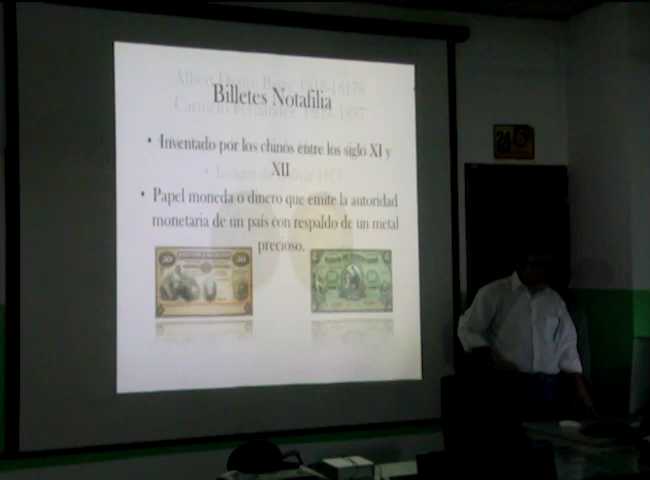 Billetes Notafilia
• Inventado por los chinos entre los siglo XI y
XII
• Papel moneda o dinero que emite la autoridad
monetaria de un país con respaldo de un metal
precioso.